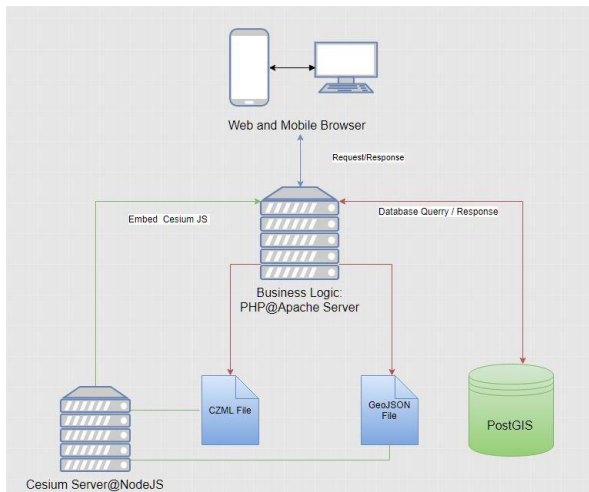 Web and Mobile Browser
Request/Response
Embed Cesium JS
Database Querry / Response
Business Logic:
PHP@Apache Server
CZML File
GeoJSON
File
PostGIS
Cesium Server@NodeJS